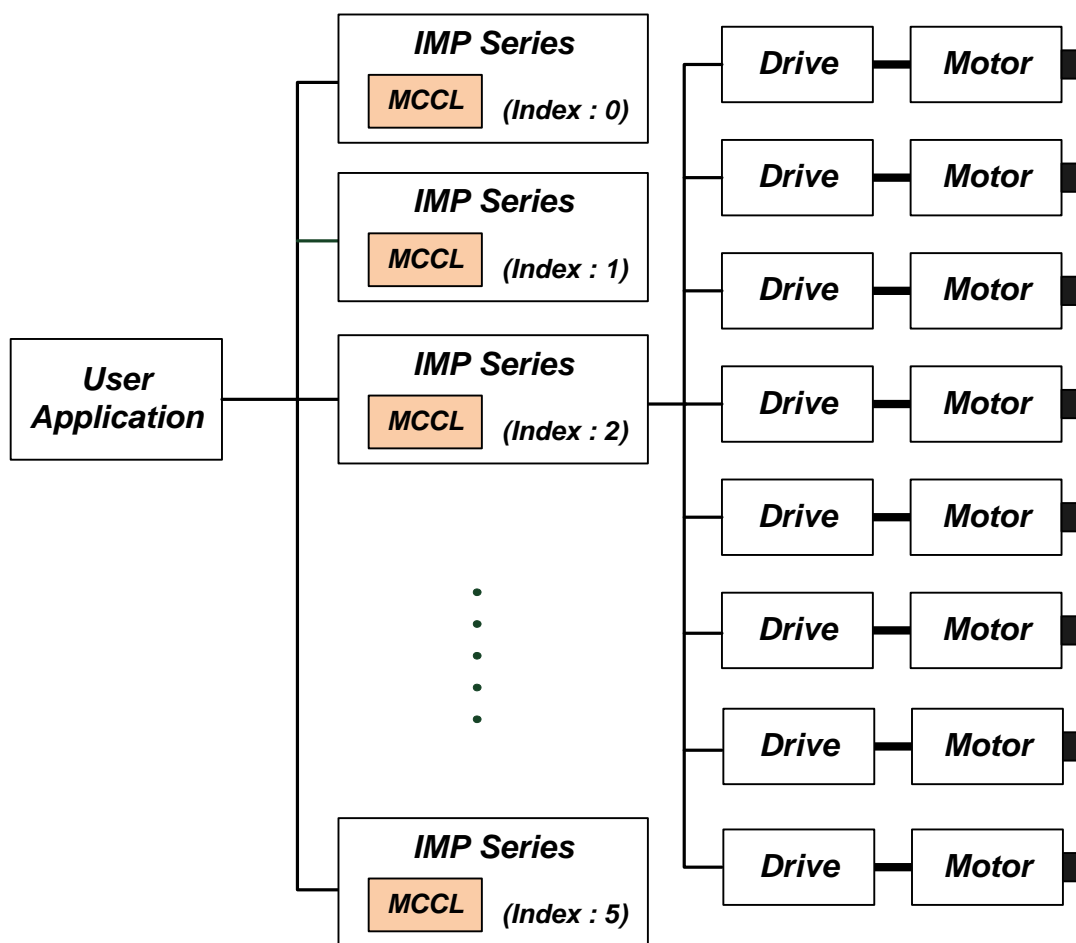 User
Application
IMP Series
MCCL
(Index : 0)
IMP Series
MCCL
(Index : 1)
IMP Series
MCCL
(Index : 2)
IMP Series
MCCL
(Index : 5)
Drive
Motor
Drive
Motor
Drive
Motor
Drive
Motor
Drive
Motor
Drive
Motor
Drive
Motor
Drive
Motor